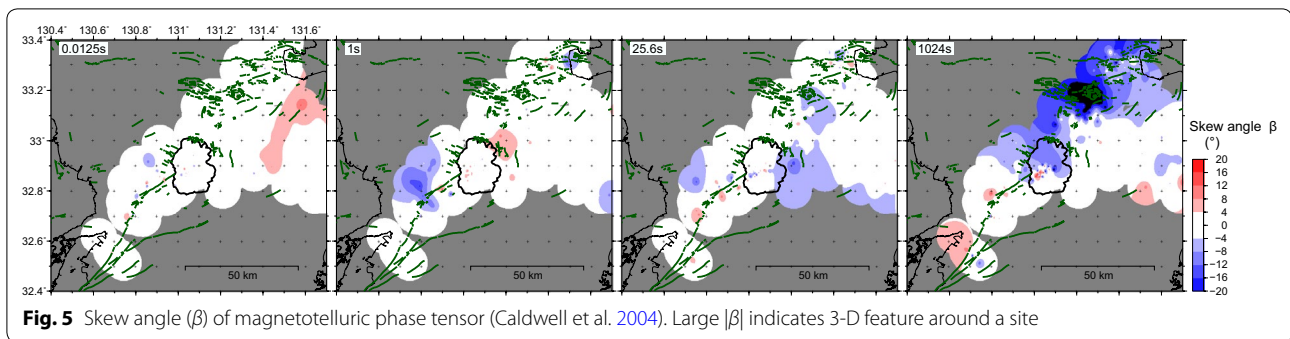 130.4˚ 130.6˚ 130.8˚ 131˚ 131.2˚ 131.4˚ 131.6˚
33.4˚
33.2˚
33˚
32.8˚
32.6˚
32.4˚
0.0125s
50 km
1s
50 km
25.6s
50 km
1024s
50 km
Skew angle β
(°)
20
16
12
8
4
0
−4
−8
−12
−16
−20
Fig. 5 Skew angle (β) of magnetotelluric phase tensor (Caldwell et al. 2004). Large |β| indicates 3-D feature around a site